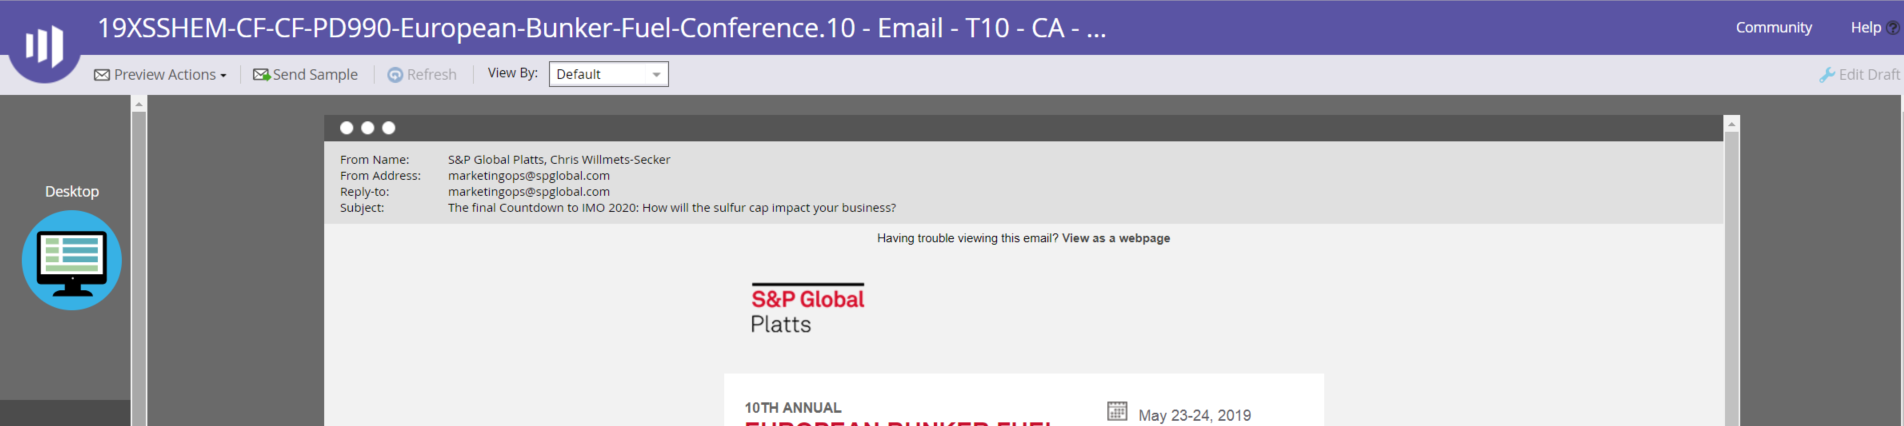 19XSSHEM-CF-CF-PD990-European-Bunker-Fuel-Conference.10 - Email - T10 - CA - ...
Community Help
Preview Actions Send Sample Refresh View By: Default Edit Draft
Desktop
From Name: S&P Global Platts, Chris Willmets-Secker
From Address: marketingops@spglobal.com
Reply-to: marketingops@spglobal.com
Subject: The final Countdown to IMO 2020: How will the sulfur cap impact your business?
Having trouble viewing this email? View as a webpage
S&P Global
Platts
10TH ANNUAL
EUROPEAN BUNKER FUEL
May 23-24, 2019